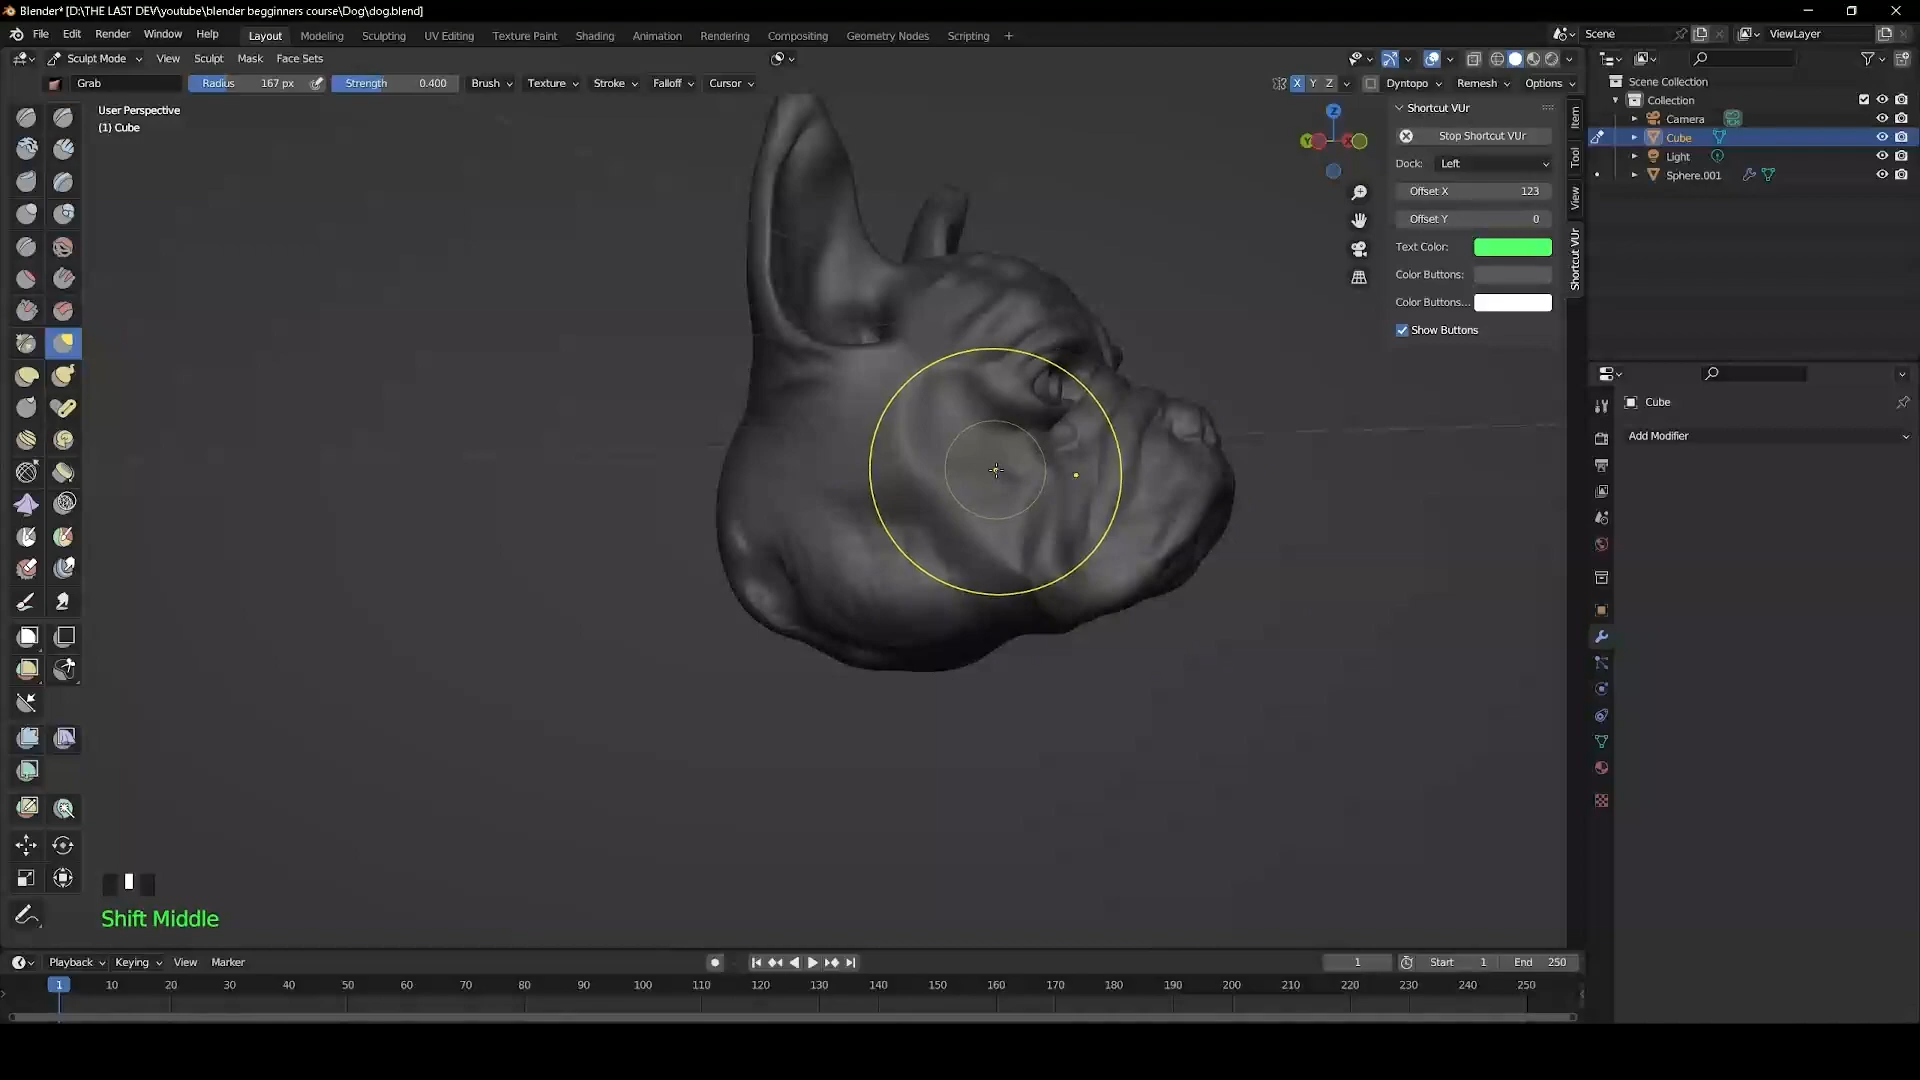 Blender* [D:\THE LAST DEV\youtube\blender begginners course\Dog\dog.blend]
File Edit Render Window Help Layout Modeling Sculpting UV Editing Texture Paint Shading Animation Rendering Compositing Geometry Nodes Scripting + Scene ViewLayer
Sculpt Mode View Sculpt Mask Face Sets
Grab Radius 167 px Strength 0.400 Brush Texture Stroke Falloff Cursor X Y Z Dyntopo Remesh Options
User Perspective
(1) Cube
Z
Y X
Shortcut VUr
Stop Shortcut VUr
Dock: Left
Offset X 123
Offset Y 0
Text Color:
Color Buttons:
Color Buttons...
Show Buttons
Item
Tool
View
Shortcut VUr
Scene Collection
Collection
Camera
Cube
Light
Sphere.001
Cube
Add Modifier
Shift Middle
Playback Keying View Marker 1 Start 1 End 250
1 10 20 30 40 50 60 70 80 90 100 110 120 130 140 150 160 170 180 190 200 210 220 230 240 250